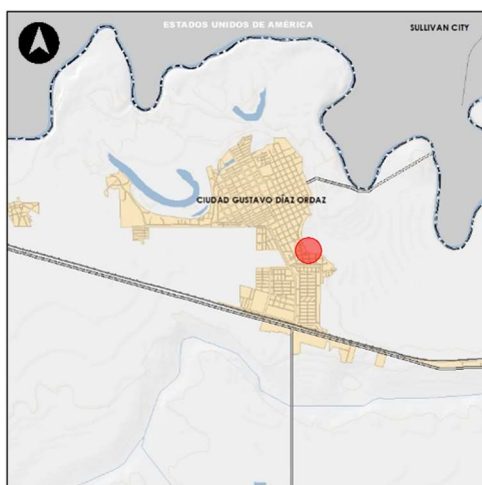 ESTADOS UNIDOS DE AMÉRICA
SULLIVAN CITY
CIUDAD GUSTAVO DÍAZ ORDAZ